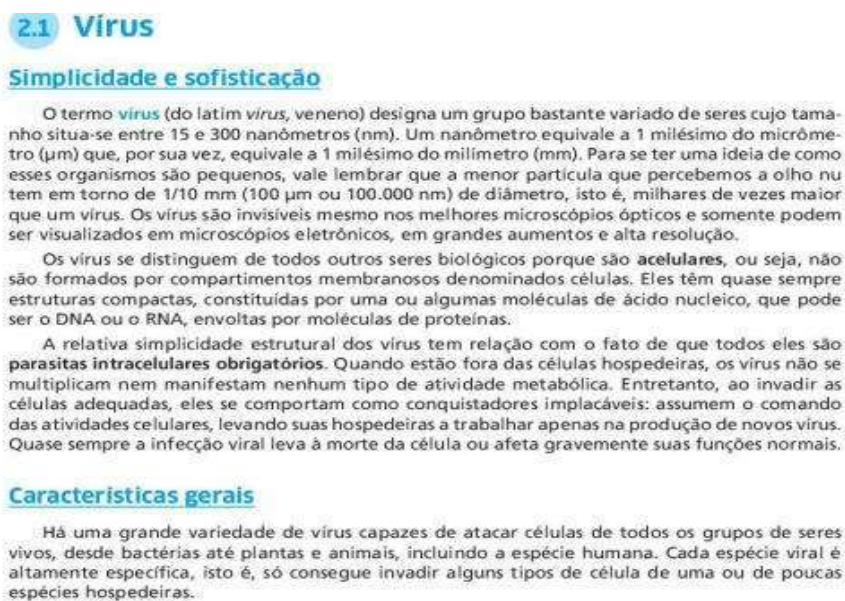 2.1 Vírus
Simplicidade e sofisticação
O termo vírus (do latim virus, veneno) designa um grupo bastante variado de seres cujo tama-
nho situa-se entre 15 e 300 nanômetros (nm). Um nanômetro equivale a 1 milésimo do micrôme-
tro (µm) que, por sua vez, equivale a 1 milésimo do milímetro (mm). Para se ter uma ideia de como
esses organismos são pequenos, vale lembrar que a menor partícula que percebemos a olho nu
tem em torno de 1/10 mm (100 µm ou 100.000 nm) de diâmetro, isto é, milhares de vezes maior
que um vírus. Os vírus são invisíveis mesmo nos melhores microscópios ópticos e somente podem
ser visualizados em microscópios eletrônicos, em grandes aumentos e alta resolução.
Os vírus se distinguem de todos outros seres biológicos porque são acelulares, ou seja, não
são formados por compartimentos membranosos denominados células. Eles têm quase sempre
estruturas compactas, constituídas por uma ou algumas moléculas de ácido nucleico, que pode
ser o DNA ou o RNA, envoltas por moléculas de proteínas.
A relativa simplicidade estrutural dos vírus tem relação com o fato de que todos eles são
parasitas intracelulares obrigatórios. Quando estão fora das células hospedeiras, os vírus não se
multiplicam nem manifestam nenhum tipo de atividade metabólica. Entretanto, ao invadir as
células adequadas, eles se comportam como conquistadores implacáveis: assumem o comando
das atividades celulares, levando suas hospedeiras a trabalhar apenas na produção de novos vírus.
Quase sempre a infecção viral leva à morte da célula ou afeta gravemente suas funções normais.
Características gerais
Há uma grande variedade de vírus capazes de atacar células de todos os grupos de seres
vivos, desde bactérias até plantas e animais, incluindo a espécie humana. Cada espécie viral é
altamente específica, isto é, só consegue invadir alguns tipos de célula de uma ou de poucas
espécies hospedeiras.